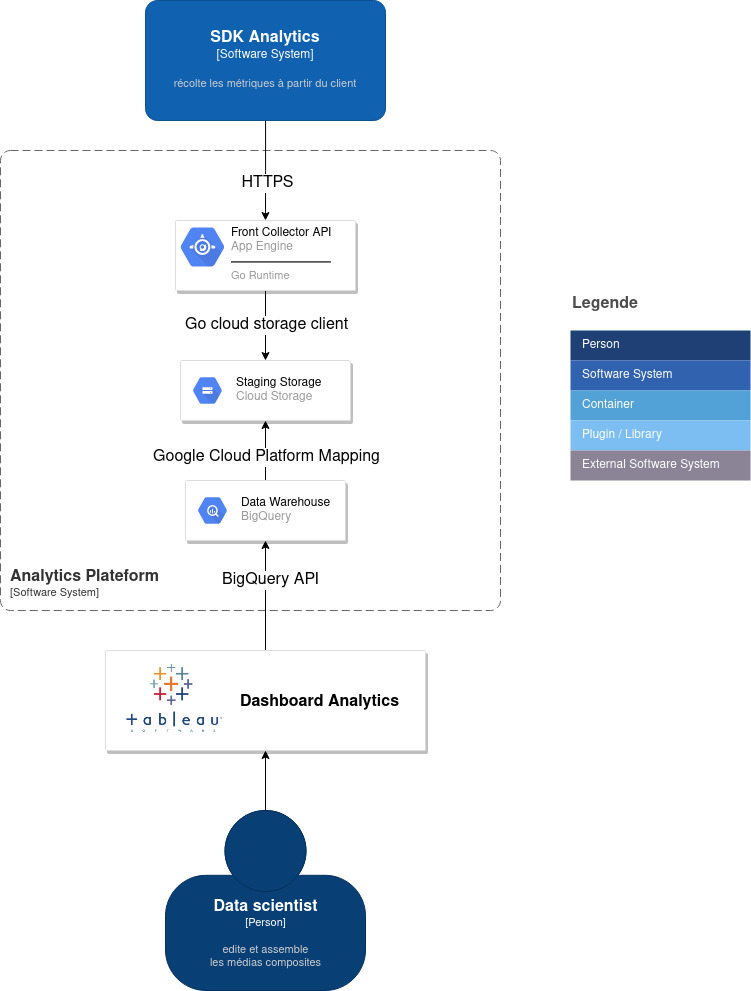 SDK Analytics
[Software System]
récolte les métriques à partir du client
HTTPS
Front Collector API
App Engine
Go Runtime
Go cloud storage client
Staging Storage
Cloud Storage
Google Cloud Platform Mapping
Data Warehouse
BigQuery
Analytics Plateform
[Software System]
BigQuery API
tableau
SOFTWARE
Dashboard Analytics
Data scientist
[Person]
edite et assemble
les médias composites
Legende
Person
Software System
Container
Plugin / Library
External Software System